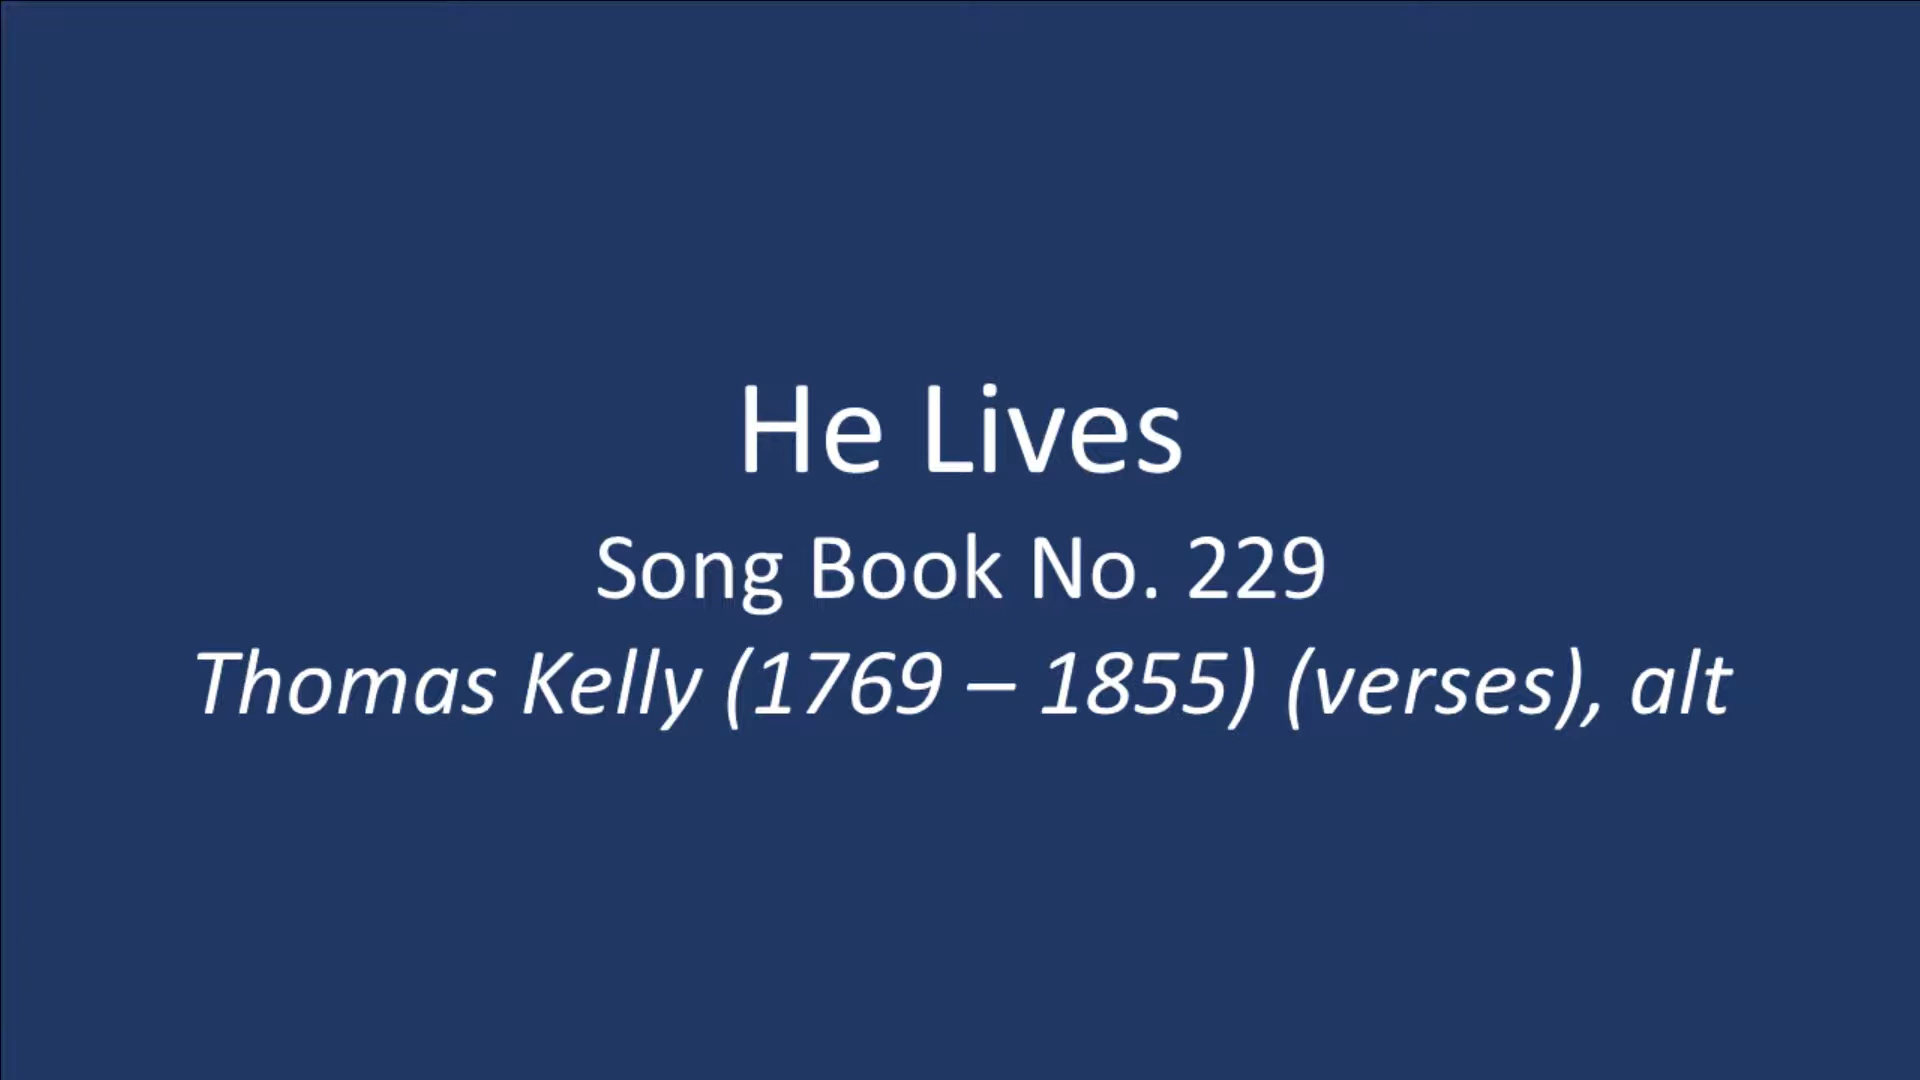 He Lives
Song Book No. 229
Thomas Kelly (1769 – 1855) (verses), alt